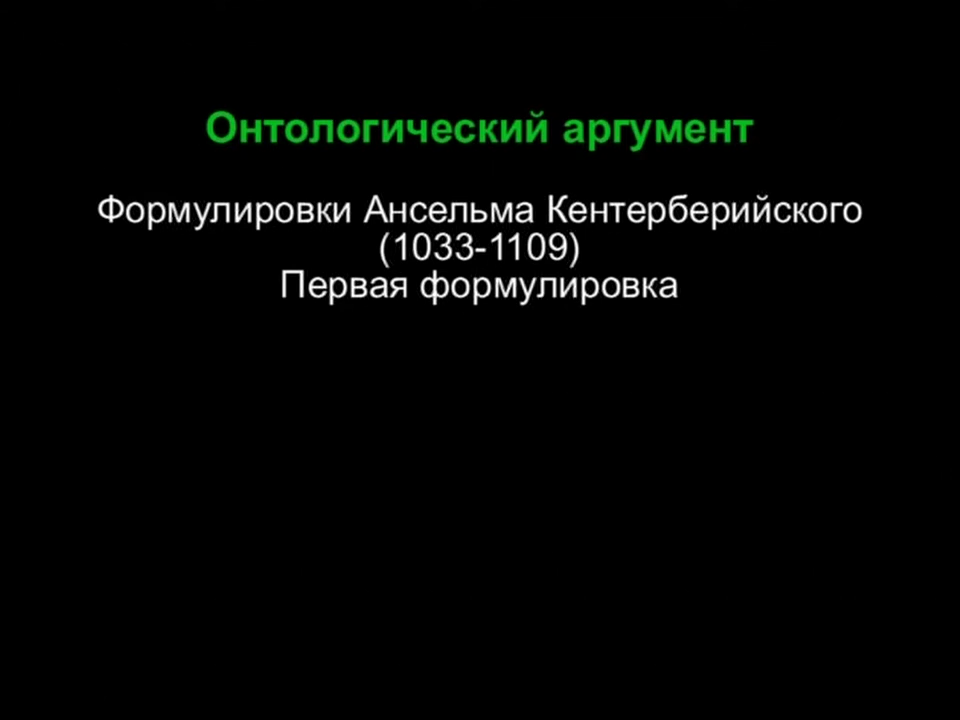 Онтологический аргумент
Формулировки Ансельма Кентерберийского
(1033-1109)
Первая формулировка